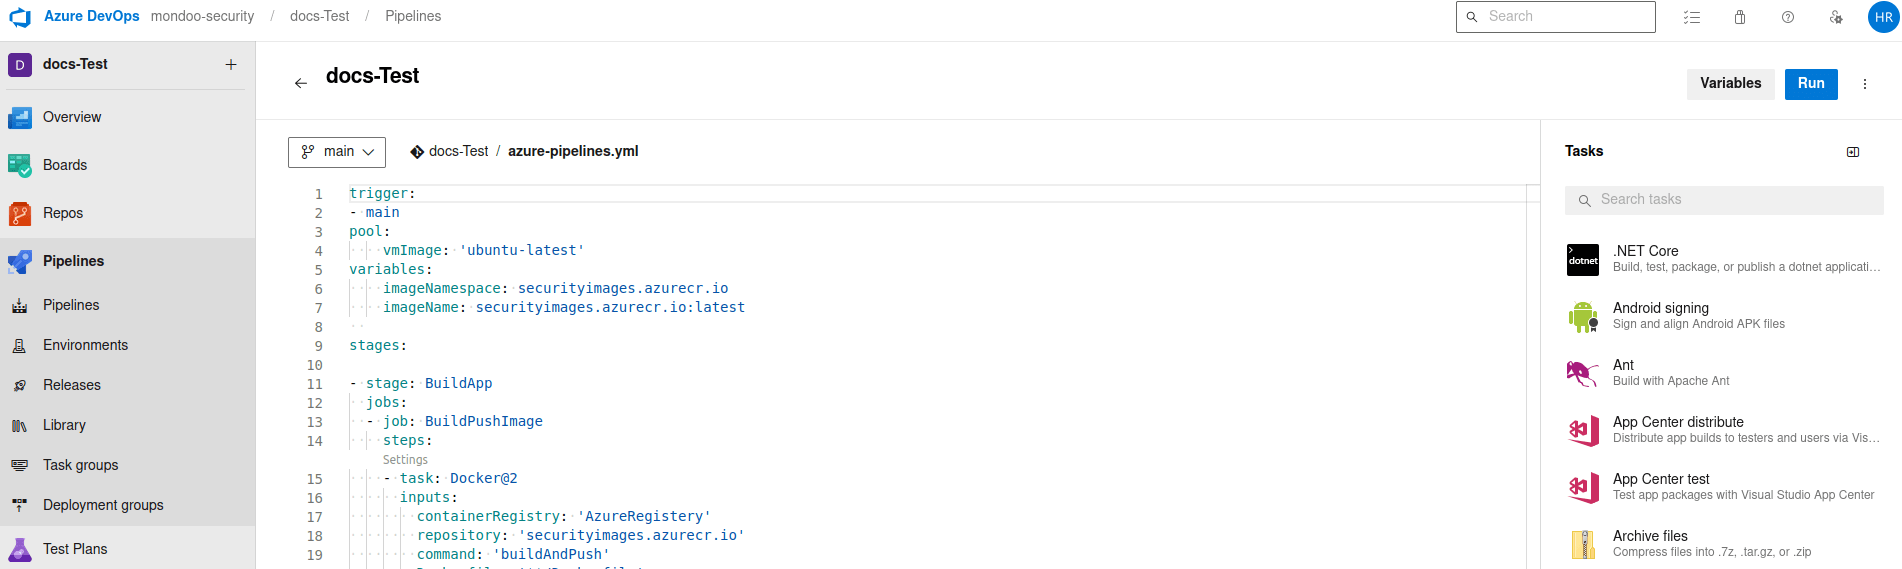 Azure DevOps mondoo-security / docs-Test / Pipelines Search HR
D docs-Test +
Overview
Boards
Repos
Pipelines
Pipelines
Environments
Releases
Library
Task groups
Deployment groups
Test Plans
docs-Test
Variables Run
main docs-Test / azure-pipelines.yml
1 trigger:
2 - main
3 pool:
4 vmImage: 'ubuntu-latest'
5 variables:
6 imageNamespace: securityimages.azurecr.io
7 imageName: securityimages.azurecr.io:latest
8
9 stages:
10
11 - stage: BuildApp
12 jobs:
13 - job: BuildPushImage
14 steps:
Settings
15 - task: Docker@2
16 inputs:
17 containerRegistry: 'AzureRegistery'
18 repository: 'securityimages.azurecr.io'
19 command: 'buildAndPush'
Tasks
Search tasks
dotnet
.NET Core
Build, test, package, or publish a dotnet applicati...
Android signing
Sign and align Android APK files
Ant
Build with Apache Ant
App Center distribute
Distribute app builds to testers and users via Vis...
App Center test
Test app packages with Visual Studio App Center
Archive files
Compress files into .7z, .tar.gz, or .zip